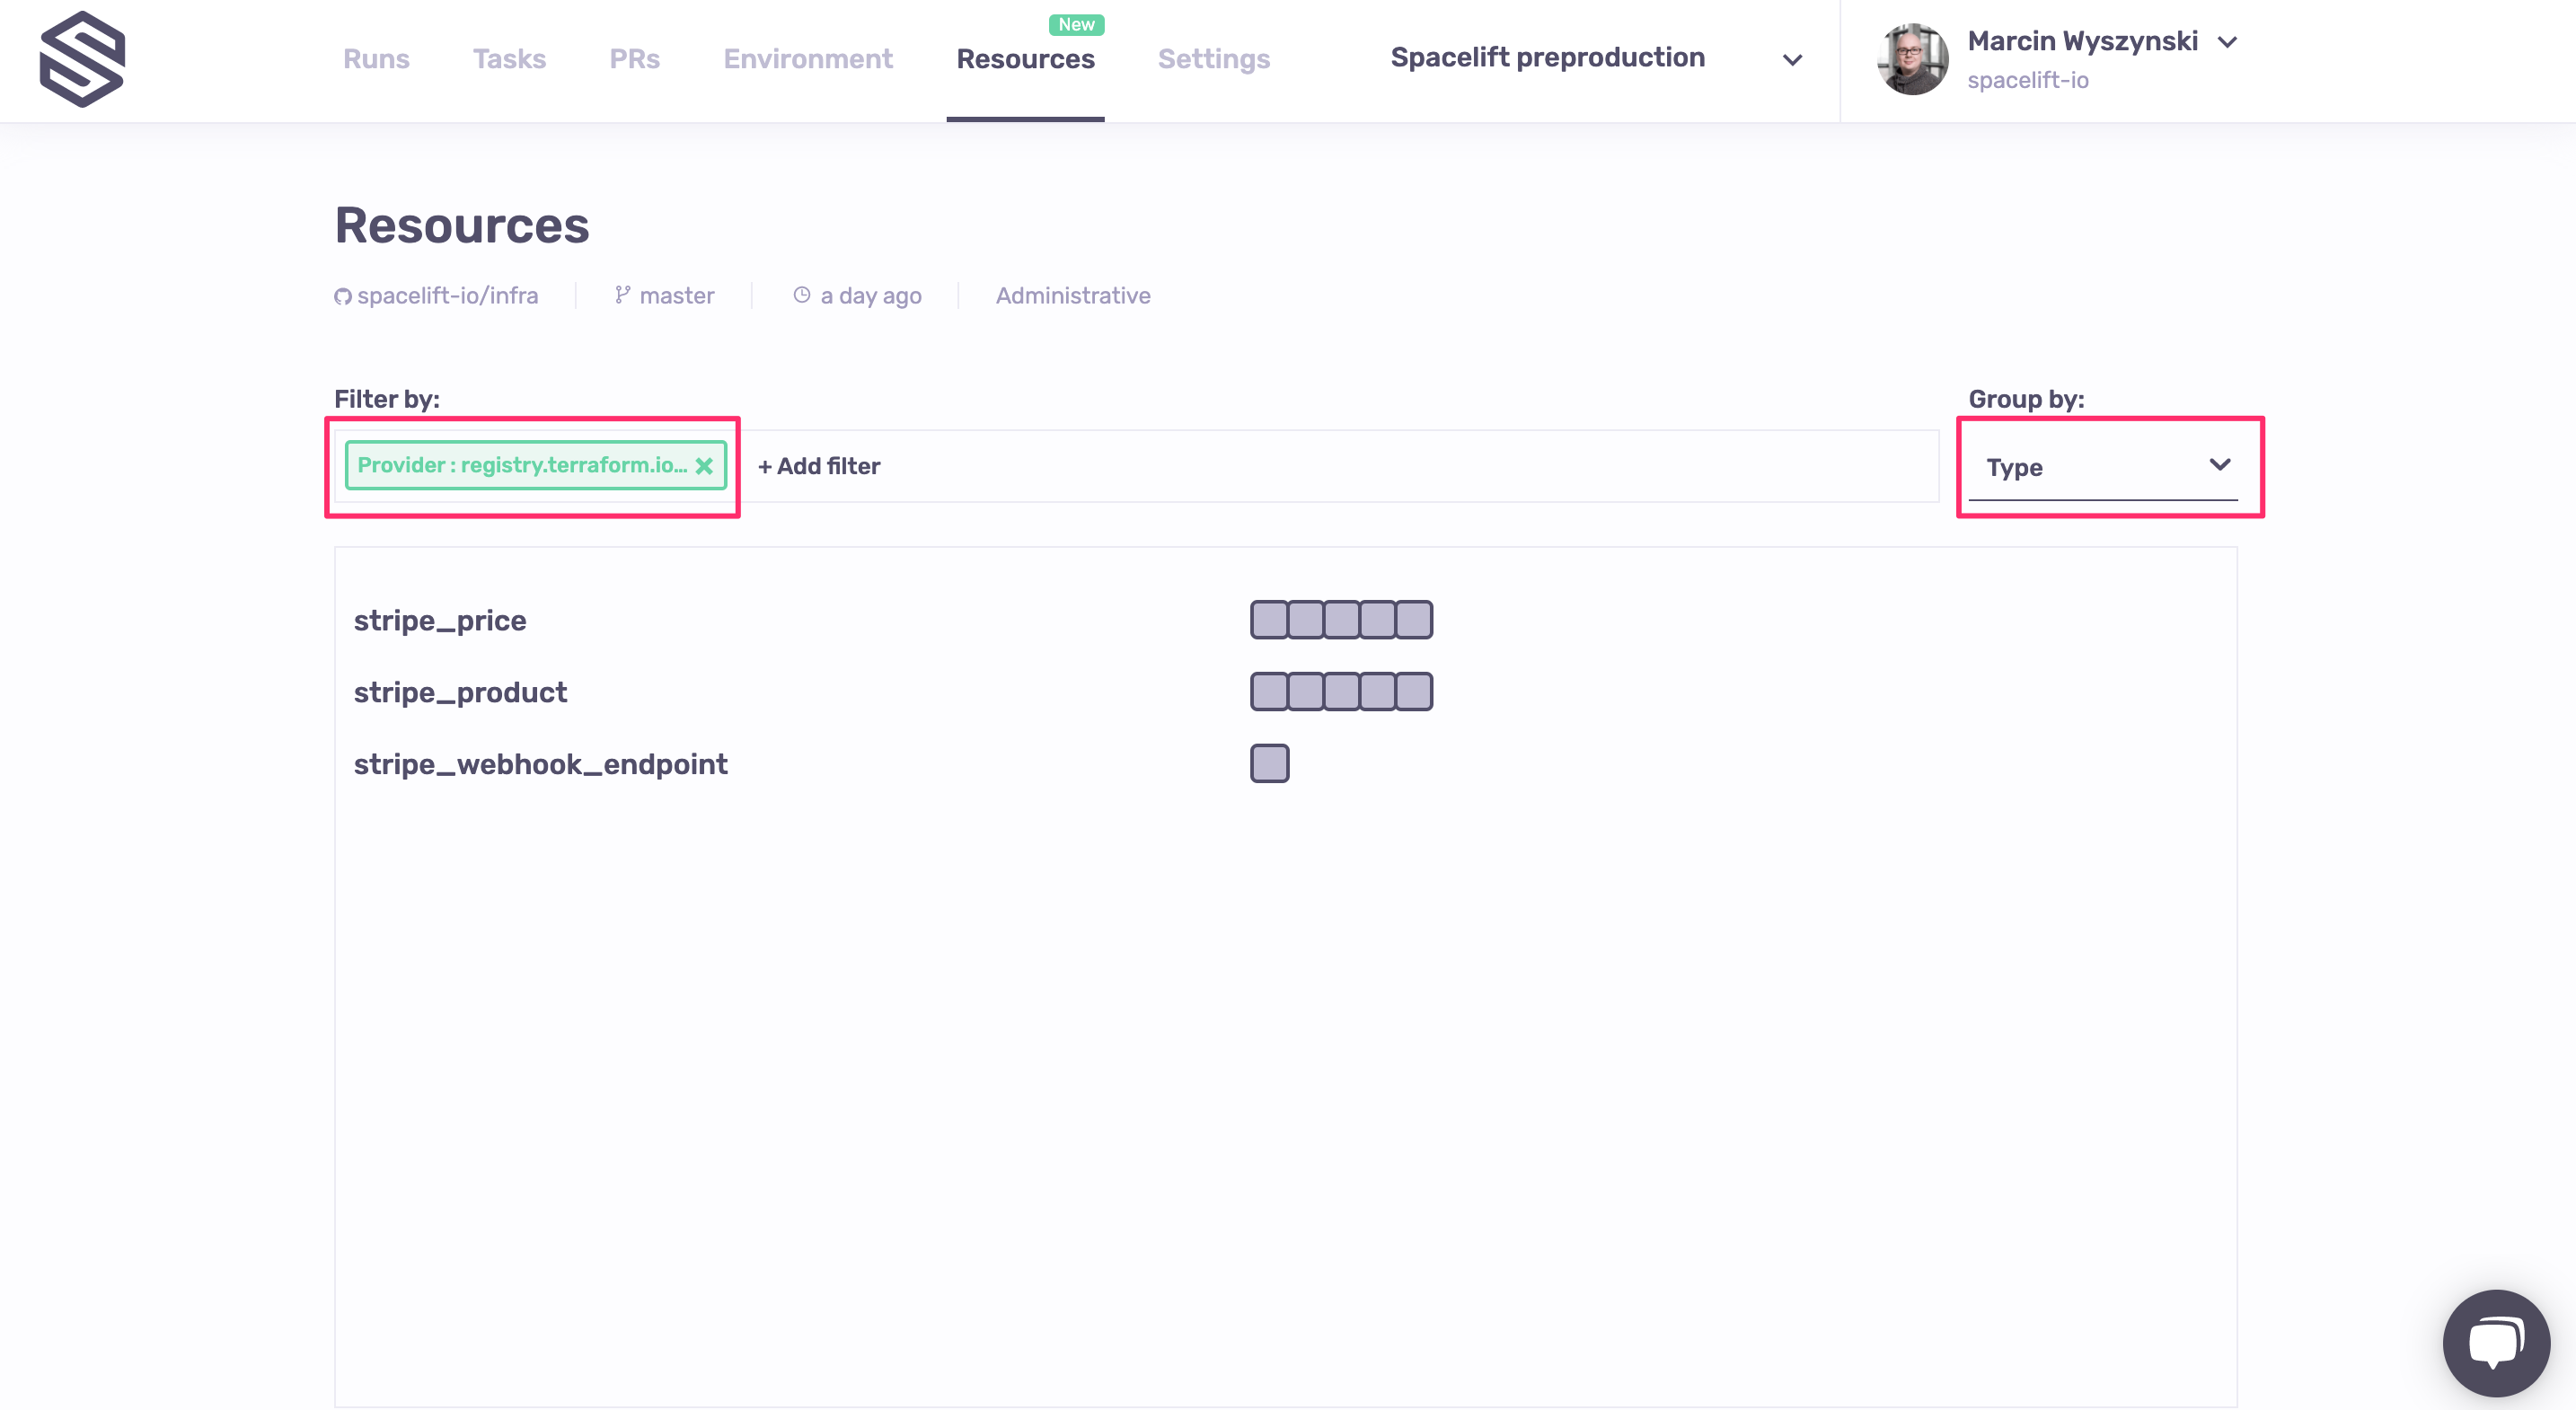 New
Runs Tasks PRs Environment Resources Settings Spacelift preproduction Marcin Wyszynski
spacelift-io
Resources
spacelift-io/infra master a day ago Administrative
Filter by: Group by:
Provider : registry.terraform.io... + Add filter Type
stripe_price
stripe_product
stripe_webhook_endpoint